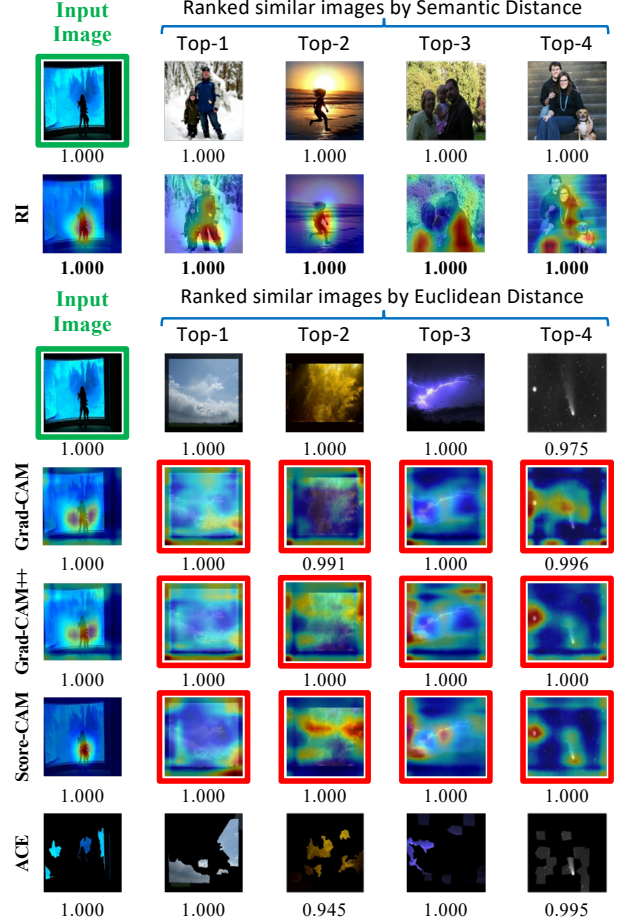 Input Image
Ranked similar images by Semantic Distance
Top-1 Top-2 Top-3 Top-4
1.000 1.000 1.000 1.000 1.000
RI
1.000 1.000 1.000 1.000 1.000
Input Image
Ranked similar images by Euclidean Distance
Top-1 Top-2 Top-3 Top-4
1.000 1.000 1.000 1.000 0.975
Grad-CAM
1.000 1.000 0.991 1.000 0.996
Grad-CAM++
1.000 1.000 1.000 1.000 1.000
Score-CAM
1.000 1.000 1.000 1.000 1.000
ACE
1.000 1.000 0.945 1.000 0.995